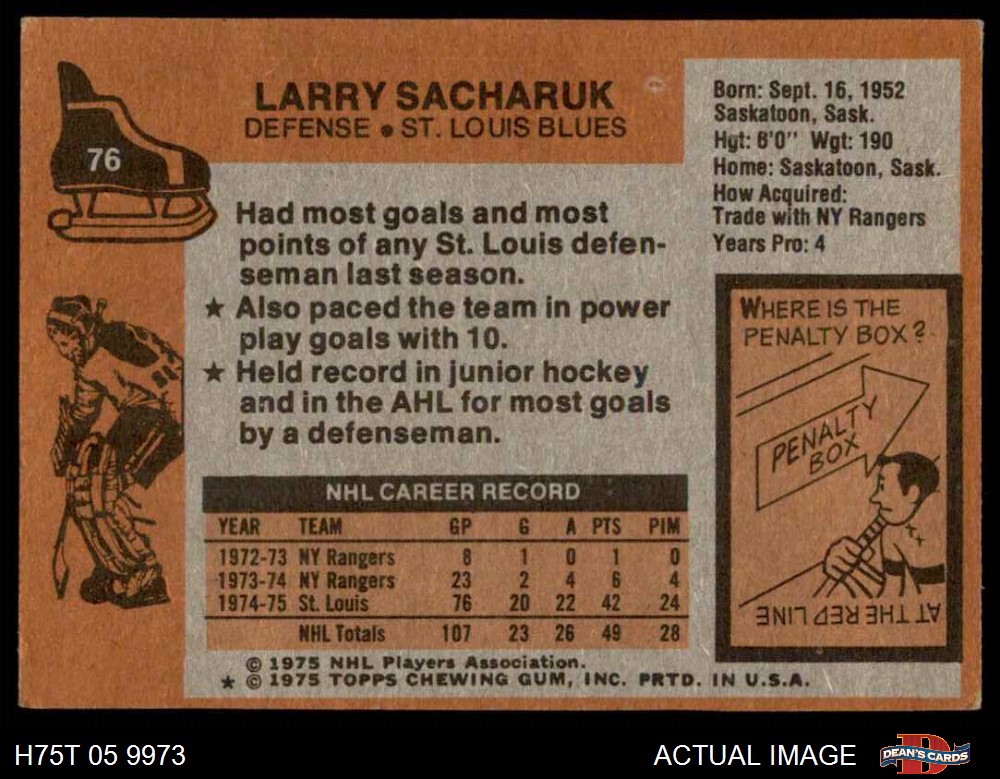 76
LARRY SACHARUK
DEFENSE • ST. LOUIS BLUES
Born: Sept. 16, 1952
Saskatoon, Sask.
Hgt: 6'0" Wgt: 190
Home: Saskatoon, Sask.
How Acquired:
Trade with NY Rangers
Years Pro: 4
Had most goals and most
points of any St. Louis defen-
seman last season.
★ Also paced the team in power
play goals with 10.
★ Held record in junior hockey
and in the AHL for most goals
by a defenseman.
NHL CAREER RECORD
YEAR TEAM GP G A PTS PIM
1972-73 NY Rangers 8 1 0 1 0
1973-74 NY Rangers 23 2 4 6 4
1974-75 St. Louis 76 20 22 42 24
NHL Totals 107 23 26 49 28
© 1975 NHL Players Association.
★ © 1975 TOPPS CHEWING GUM, INC. PRTD. IN U.S.A.
WHERE IS THE
PENALTY BOX?
PENALTY
BOX
AT THE RED LINE
H75T 05 9973
ACTUAL IMAGE
DEAN'S CARDS